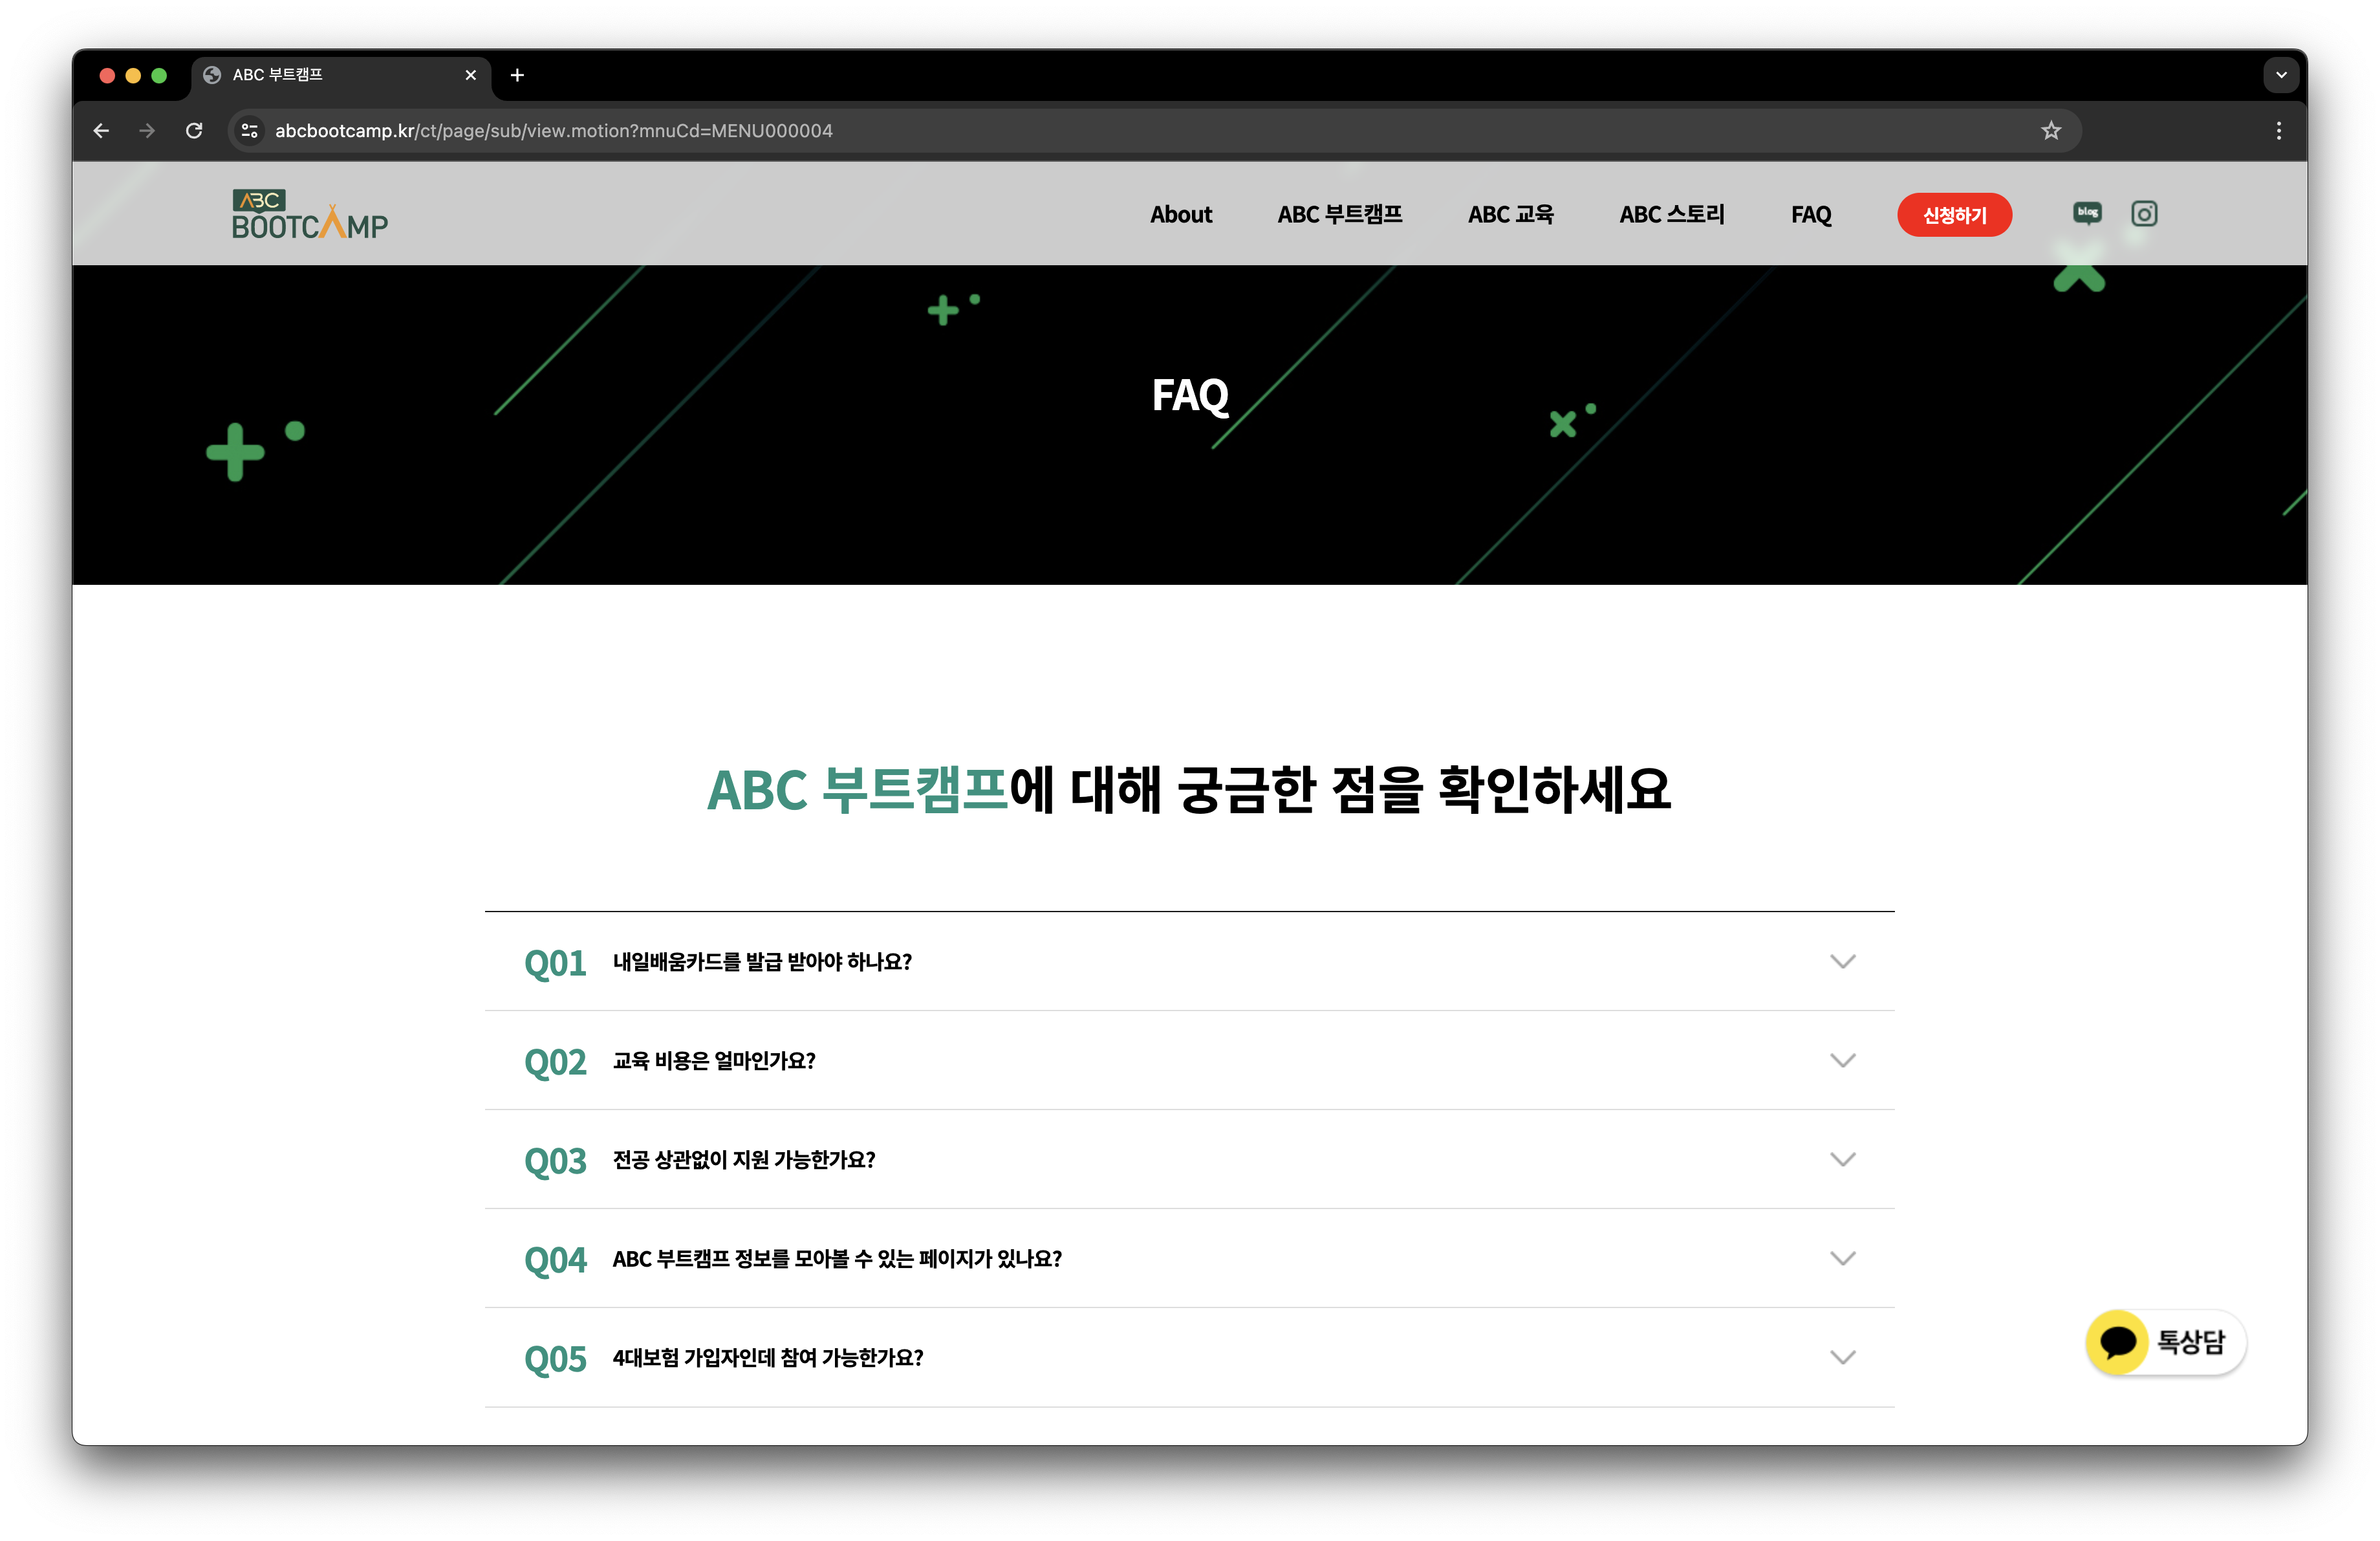 ABC 부트캠프
abcbootcamp.kr/ct/page/sub/view.motion?mnuCd=MENU000004
ABC
BOOTCAMP
About
ABC 부트캠프
ABC 교육
ABC 스토리
FAQ
신청하기
blog
FAQ
ABC 부트캠프에 대해 궁금한 점을 확인하세요
Q01 내일배움카드를 발급 받아야 하나요?
Q02 교육 비용은 얼마인가요?
Q03 전공 상관없이 지원 가능한가요?
Q04 ABC 부트캠프 정보를 모아볼 수 있는 페이지가 있나요?
Q05 4대보험 가입자인데 참여 가능한가요?
톡상담